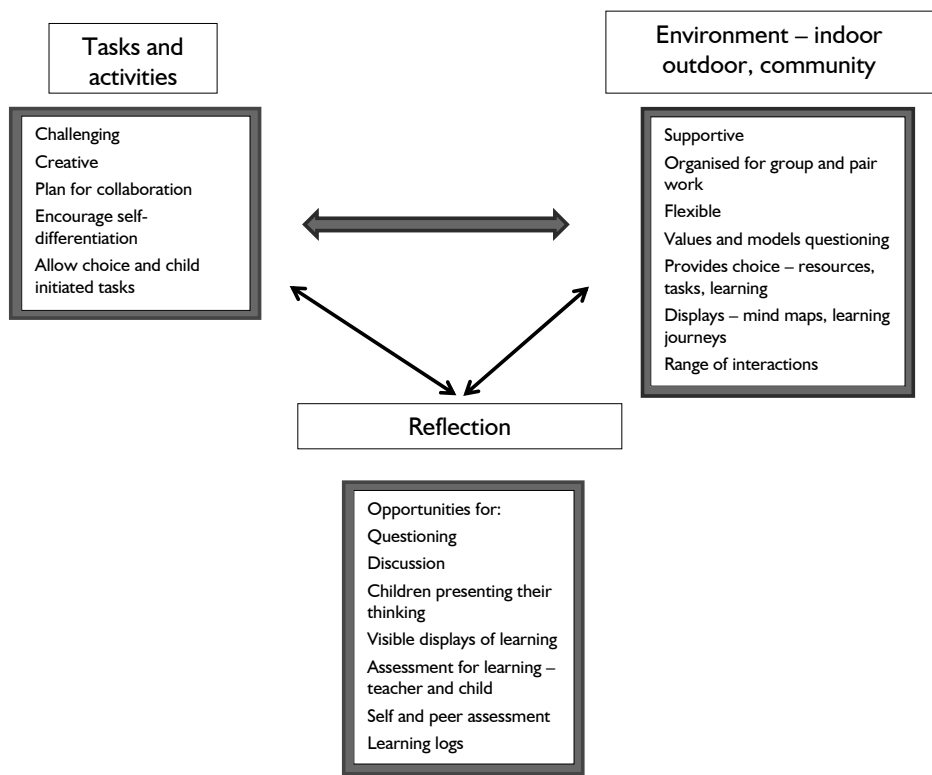 Tasks and
activities
Challenging
Creative
Plan for collaboration
Encourage self-
differentiation
Allow choice and child
initiated tasks
Environment – indoor
outdoor, community
Supportive
Organised for group and pair
work
Flexible
Values and models questioning
Provides choice – resources,
tasks, learning
Displays – mind maps, learning
journeys
Range of interactions
Reflection
Opportunities for:
Questioning
Discussion
Children presenting their
thinking
Visible displays of learning
Assessment for learning –
teacher and child
Self and peer assessment
Learning logs